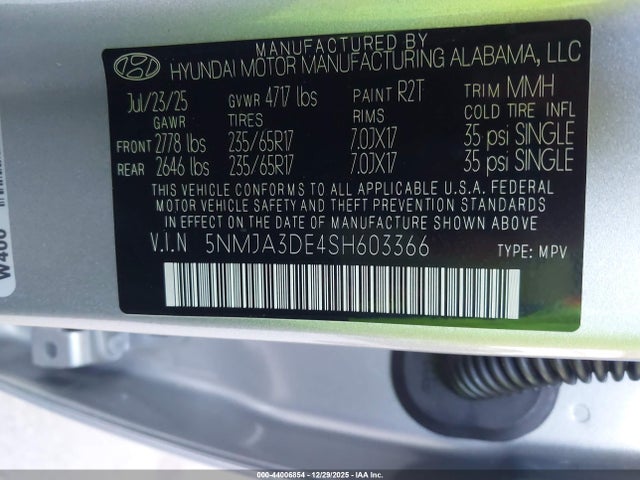 MANUFACTURED BY
HYUNDAI MOTOR MANUFACTURING ALABAMA, LLC
Jul/23/25 GVWR 4717 lbs PAINT R2T TRIM MMH
GAWR TIRES RIMS COLD TIRE INFL
FRONT 2778 lbs 235/65R17 7.0JX17 35 psi SINGLE
REAR 2646 lbs 235/65R17 7.0JX17 35 psi SINGLE
THIS VEHICLE CONFORMS TO ALL APPLICABLE U.S.A. FEDERAL
MOTOR VEHICLE SAFETY AND THEFT PREVENTION STANDARDS
IN EFFECT ON THE DATE OF MANUFACTURE SHOWN ABOVE.
V.I.N 5NMJA3DE4SH603366 TYPE: MPV
W400
000-44006854 - 12/29/2025 - IAA Inc.